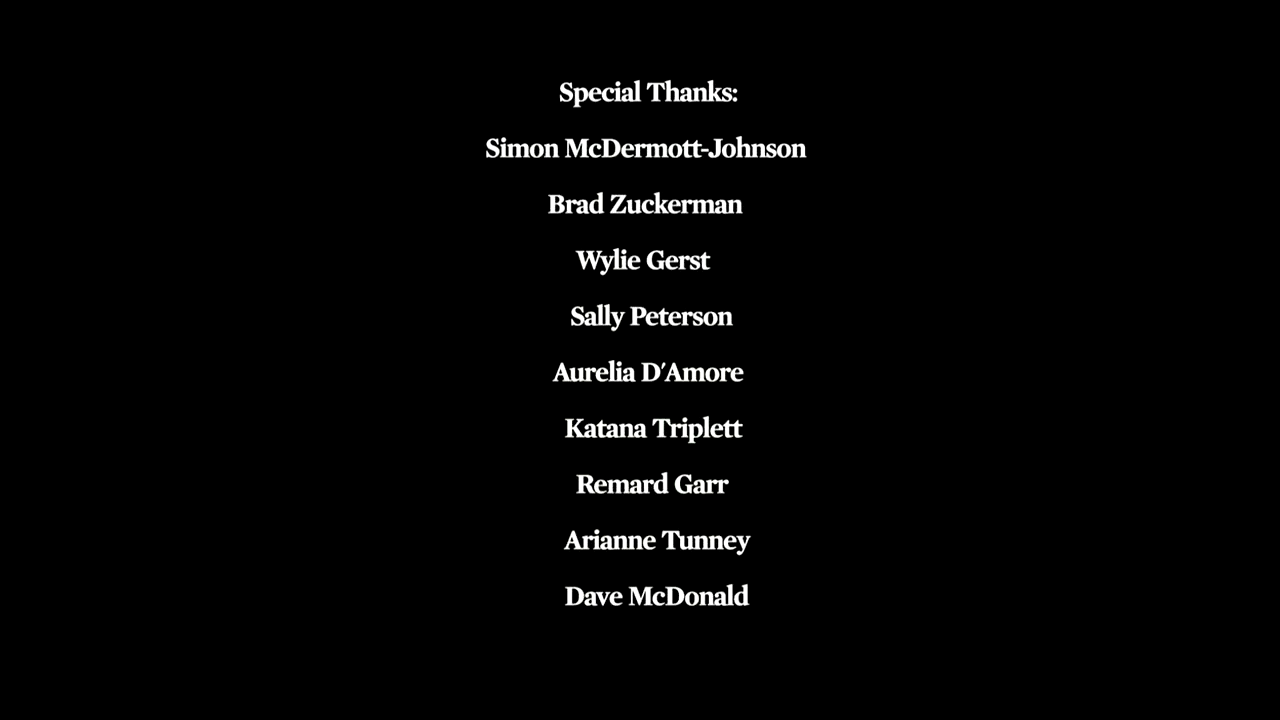 Special Thanks:
Simon McDermott-Johnson
Brad Zuckerman
Wylie Gerst
Sally Peterson
Aurelia D'Amore
Katana Triplett
Remard Garr
Arianne Tunney
Dave McDonald